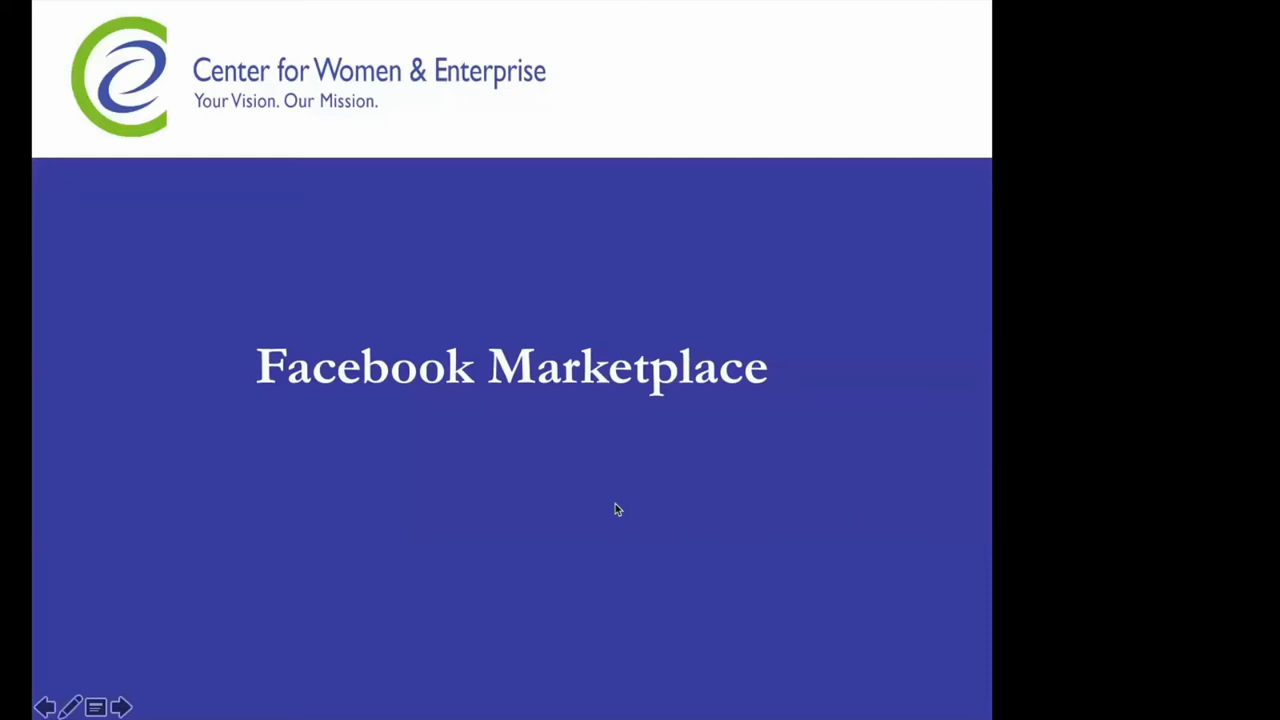 Center for Women & Enterprise
Your Vision. Our Mission.
Facebook Marketplace